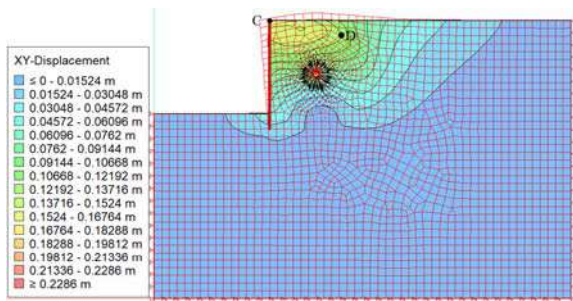 C
D
XY-Displacement
≤ 0 - 0.01524 m
0.01524 - 0.03048 m
0.03048 - 0.04572 m
0.04572 - 0.06096 m
0.06096 - 0.0762 m
0.0762 - 0.09144 m
0.09144 - 0.10668 m
0.10668 - 0.12192 m
0.12192 - 0.13716 m
0.13716 - 0.1524 m
0.1524 - 0.16764 m
0.16764 - 0.18288 m
0.18288 - 0.19812 m
0.19812 - 0.21336 m
0.21336 - 0.2286 m
≥ 0.2286 m